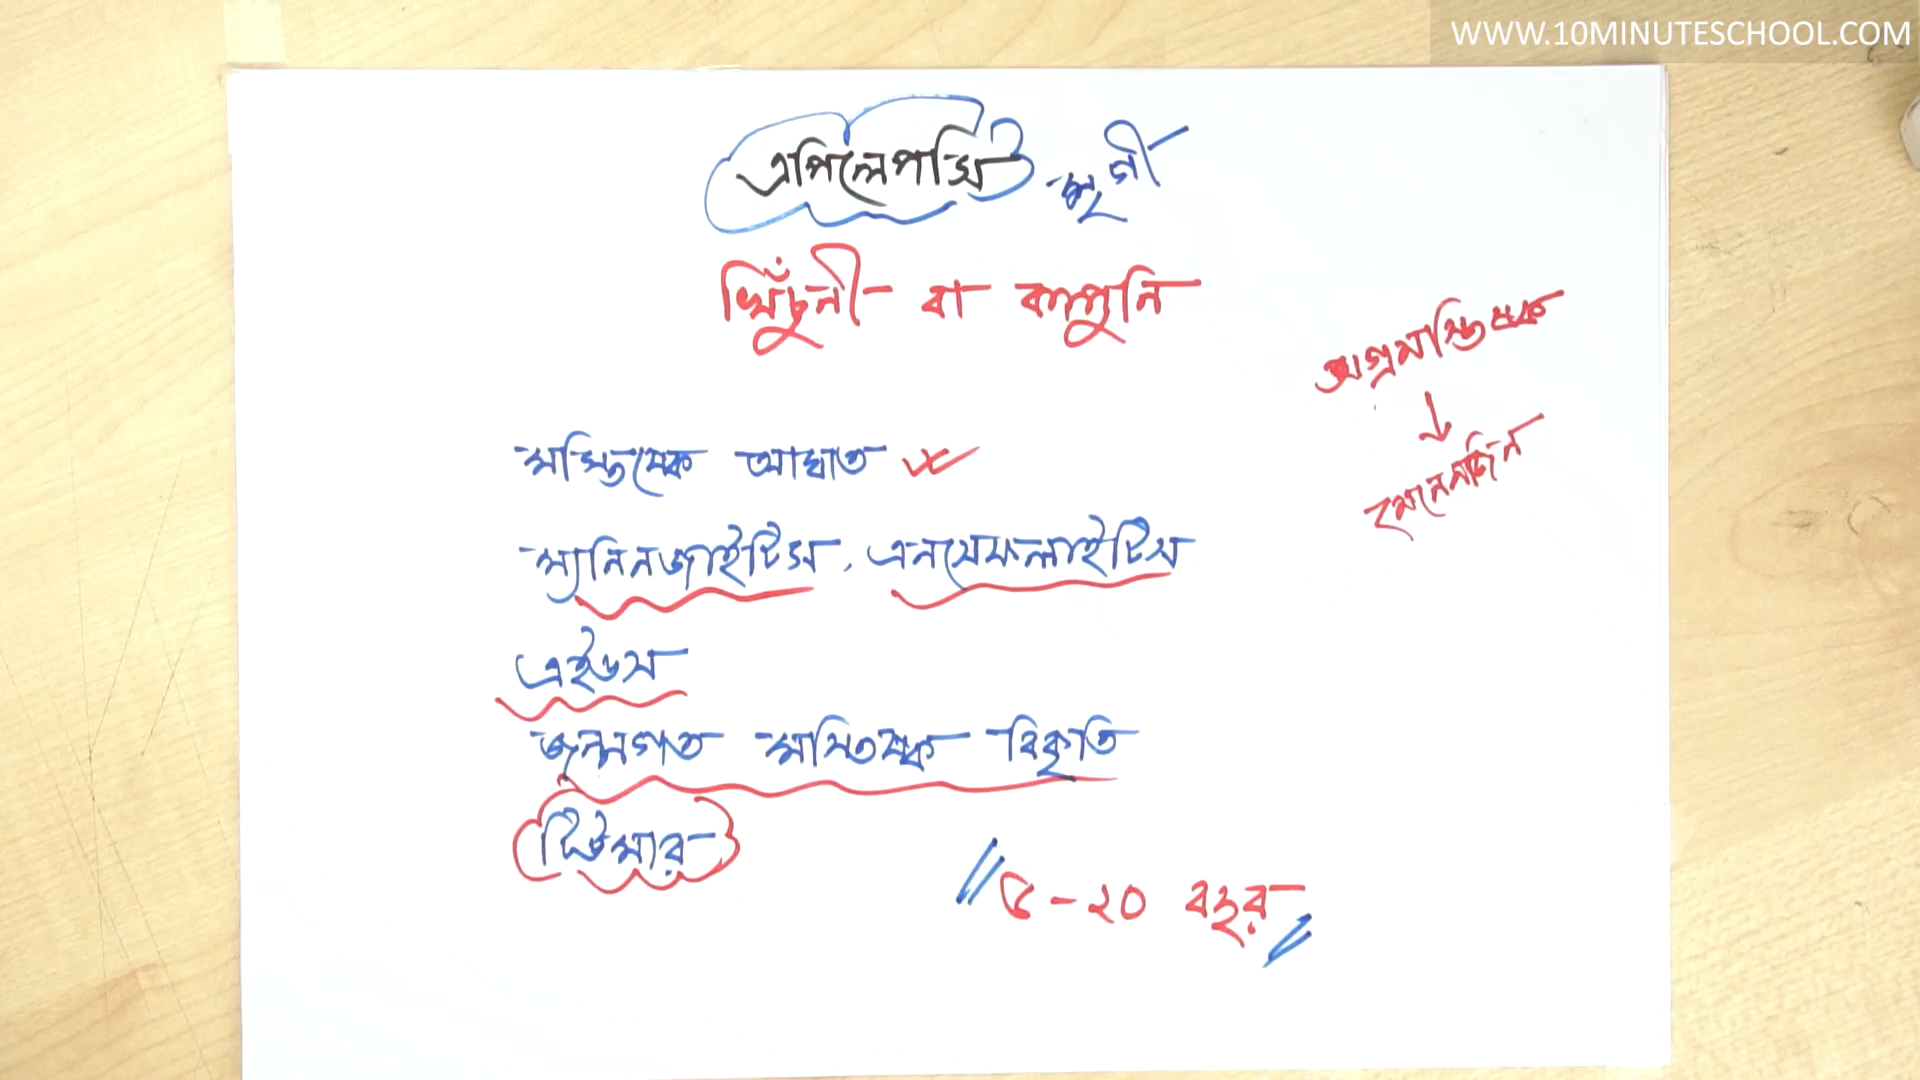 WWW.10MINUTESCHOOL.COM
এপিলেপসি মৃগী
খিঁচুনী বা কাপুনি
অগ্রমস্তিষ্ক
↓
মস্তিষ্কে আঘাত
ম্যানিনজাইটিস, এনসেফলাইটিস
এইডস
জন্মগত মস্তিষ্ক বিকৃতি
টিউমার
৫-২০ বছর